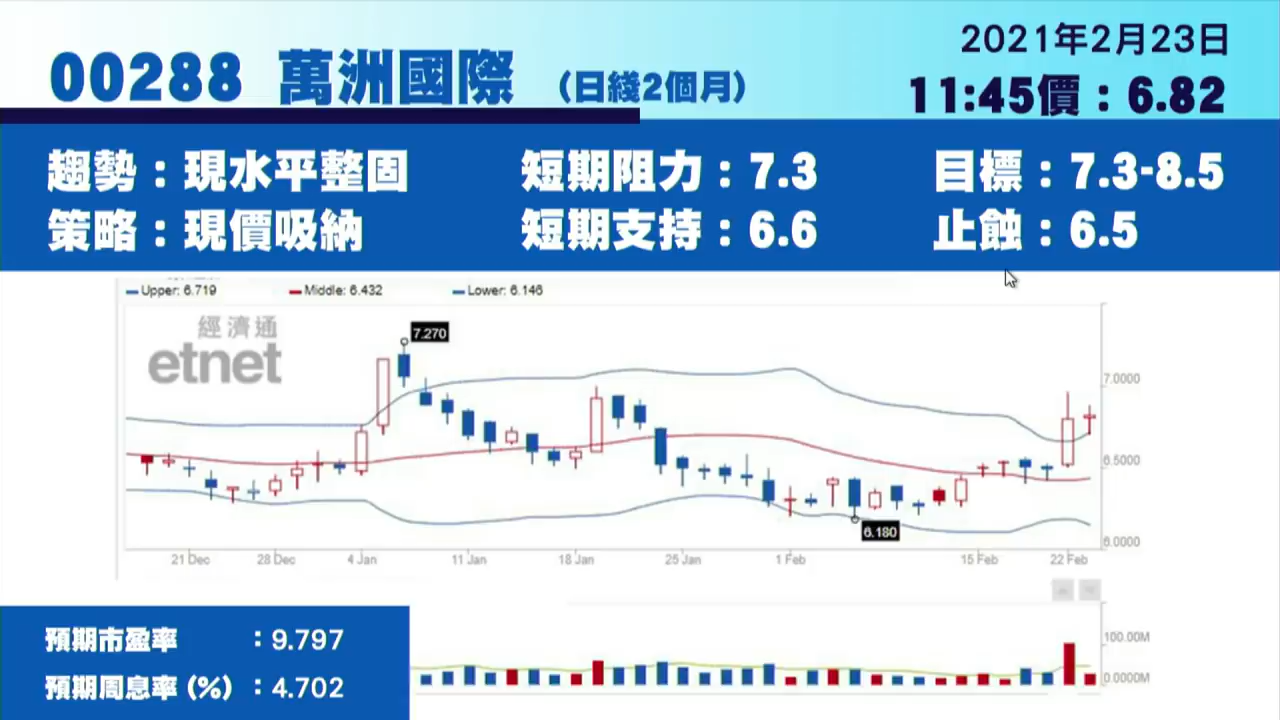 00288 萬洲國際 (日綫2個月)
2021年2月23日
11:45價：6.82
趨勢：現水平整固 短期阻力：7.3 目標：7.3-8.5
策略：現價吸納 短期支持：6.6 止蝕：6.5
Upper: 6.719 Middle: 6.432 Lower: 6.146
經濟通
etnet
7.270
7.0000
6.5000
6.180
6.0000
21 Dec 28 Dec 4 Jan 11 Jan 18 Jan 25 Jan 1 Feb 15 Feb 22 Feb
100.00M
0.0000M
預期市盈率 ：9.797
預期周息率 (%) ：4.702